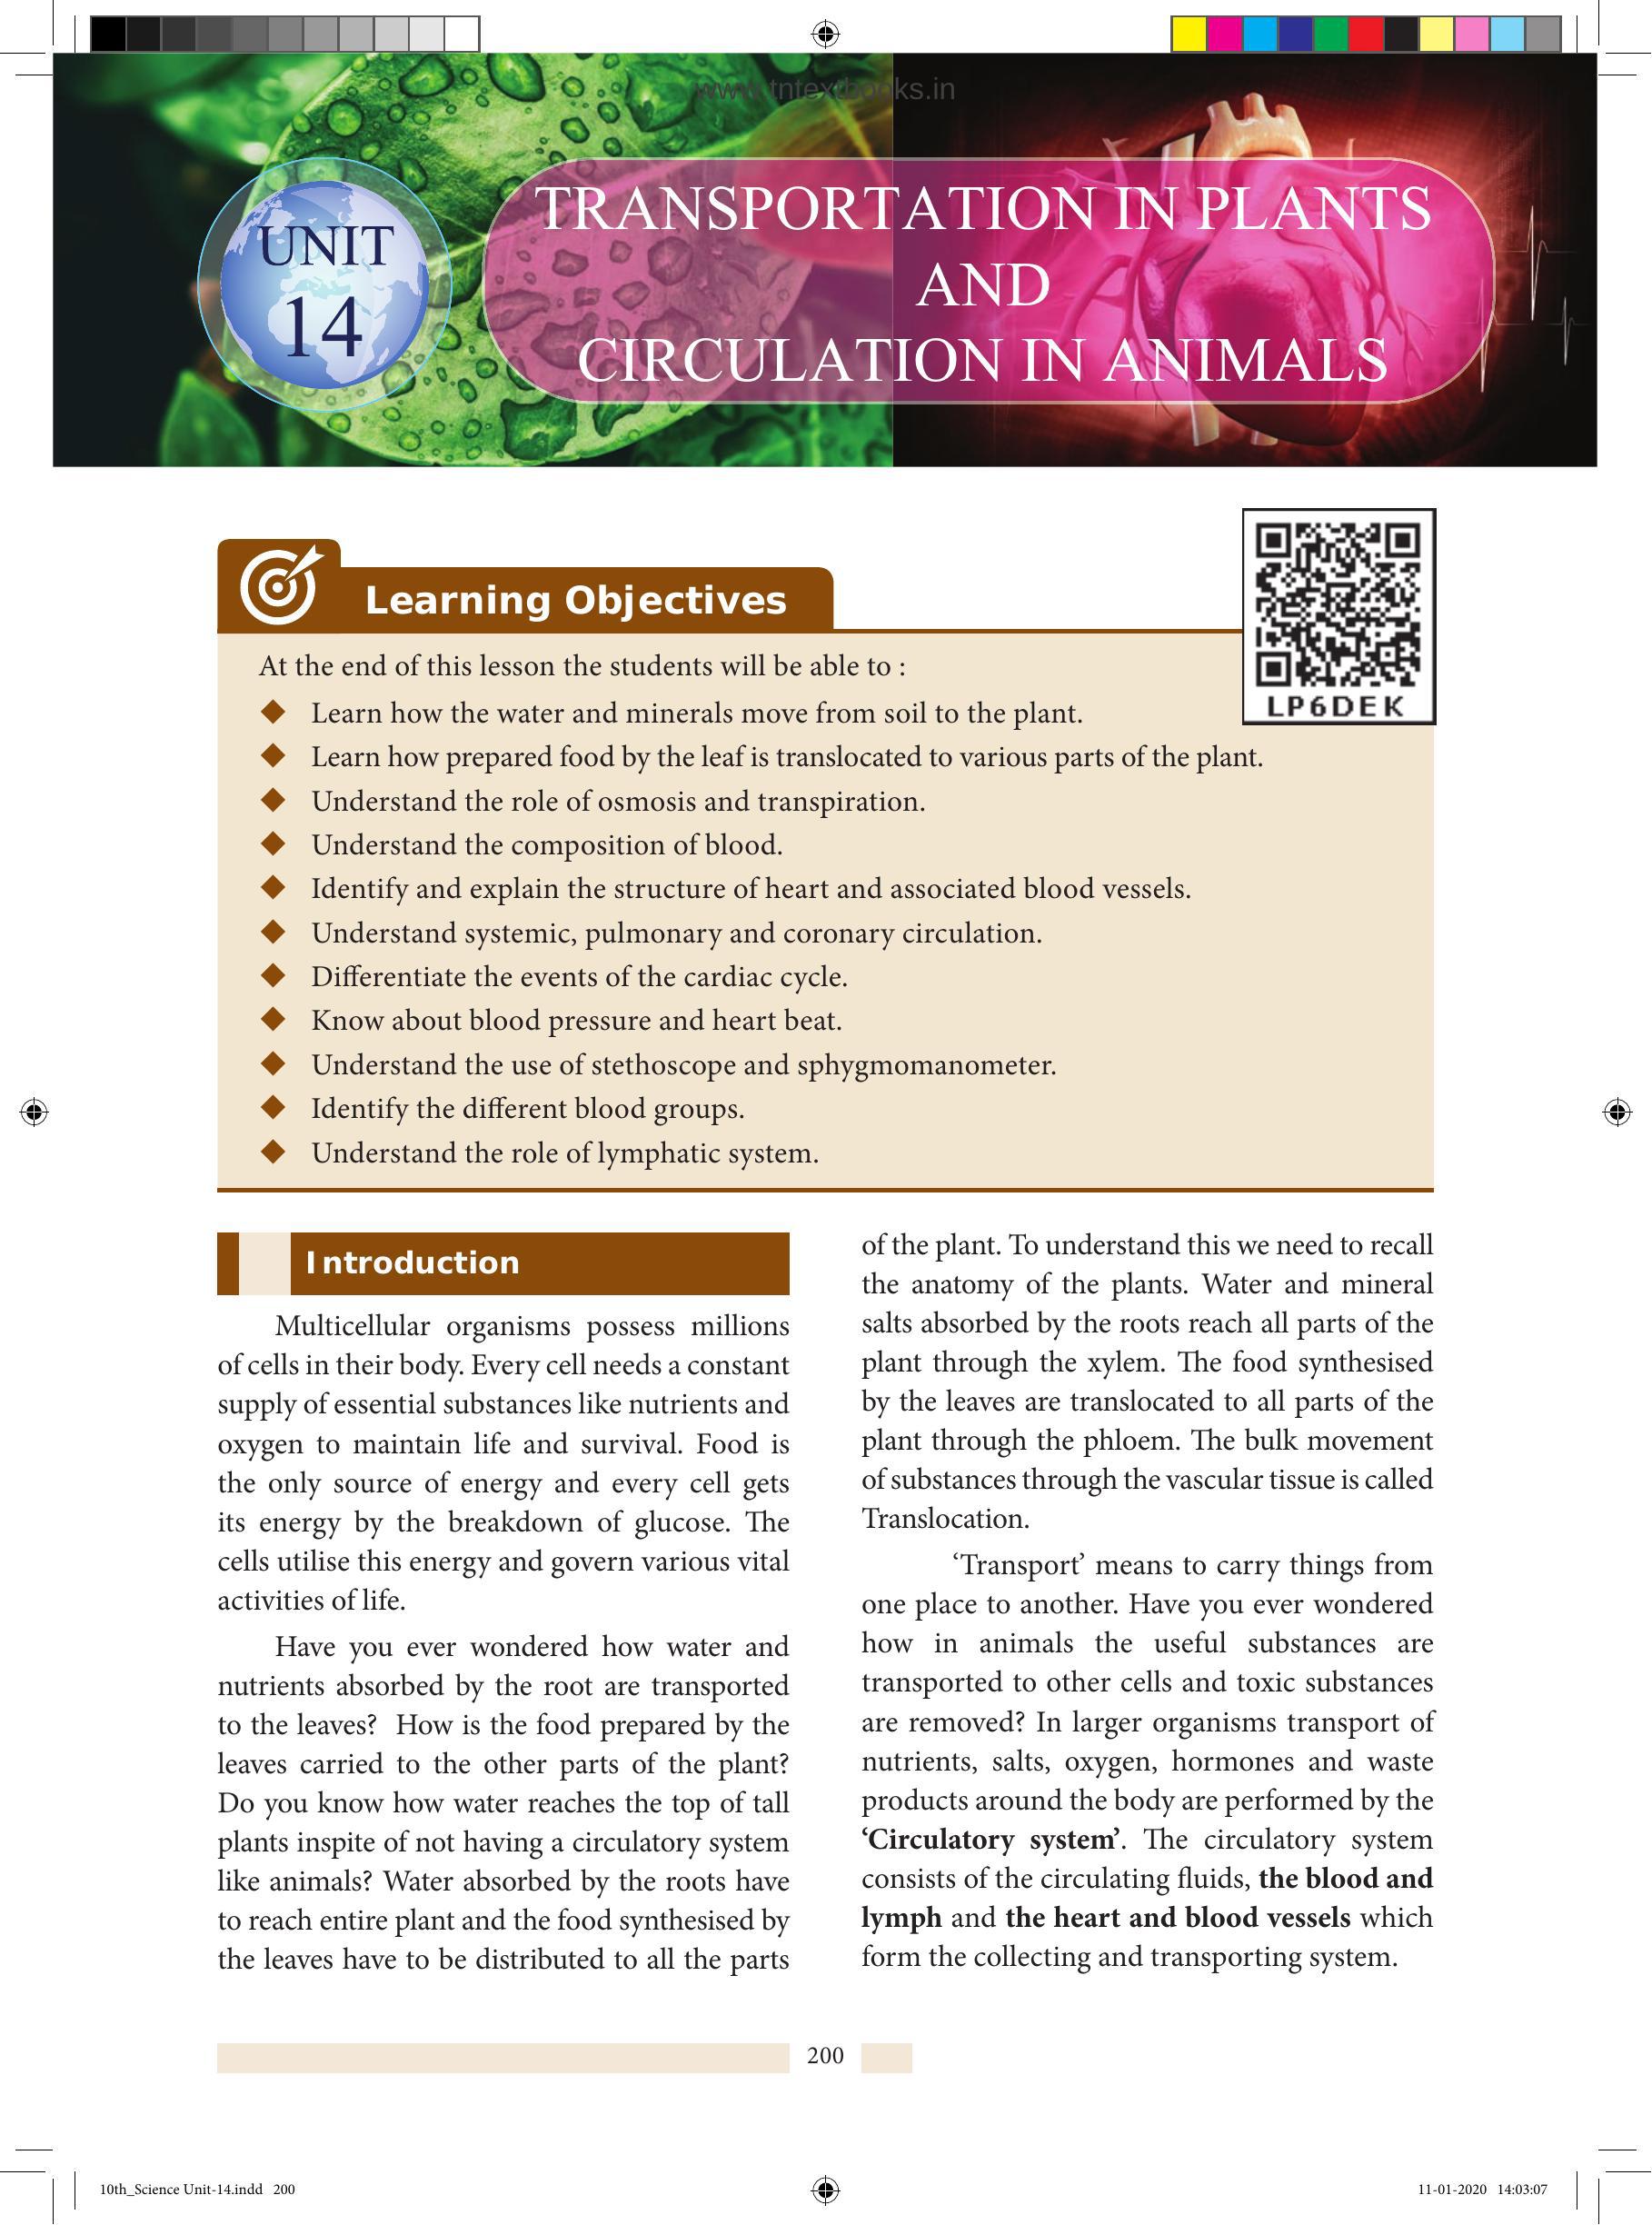 www.tntextbooks.in
UNIT
14
TRANSPORTATION IN PLANTS
AND
CIRCULATION IN ANIMALS
Learning Objectives
LP6DEK
At the end of this lesson the students will be able to :
◆ Learn how the water and minerals move from soil to the plant.
◆ Learn how prepared food by the leaf is translocated to various parts of the plant.
◆ Understand the role of osmosis and transpiration.
◆ Understand the composition of blood.
◆ Identify and explain the structure of heart and associated blood vessels.
◆ Understand systemic, pulmonary and coronary circulation.
◆ Differentiate the events of the cardiac cycle.
◆ Know about blood pressure and heart beat.
◆ Understand the use of stethoscope and sphygmomanometer.
◆ Identify the different blood groups.
◆ Understand the role of lymphatic system.
Introduction
Multicellular organisms possess millions
of cells in their body. Every cell needs a constant
supply of essential substances like nutrients and
oxygen to maintain life and survival. Food is
the only source of energy and every cell gets
its energy by the breakdown of glucose. The
cells utilise this energy and govern various vital
activities of life.
Have you ever wondered how water and
nutrients absorbed by the root are transported
to the leaves? How is the food prepared by the
leaves carried to the other parts of the plant?
Do you know how water reaches the top of tall
plants inspite of not having a circulatory system
like animals? Water absorbed by the roots have
to reach entire plant and the food synthesised by
the leaves have to be distributed to all the parts
of the plant. To understand this we need to recall
the anatomy of the plants. Water and mineral
salts absorbed by the roots reach all parts of the
plant through the xylem. The food synthesised
by the leaves are translocated to all parts of the
plant through the phloem. The bulk movement
of substances through the vascular tissue is called
Translocation.
‘Transport’ means to carry things from
one place to another. Have you ever wondered
how in animals the useful substances are
transported to other cells and toxic substances
are removed? In larger organisms transport of
nutrients, salts, oxygen, hormones and waste
products around the body are performed by the
‘Circulatory system’. The circulatory system
consists of the circulating fluids, the blood and
lymph and the heart and blood vessels which
form the collecting and transporting system.
200
10th_Science Unit-14.indd 200
11-01-2020 14:03:07